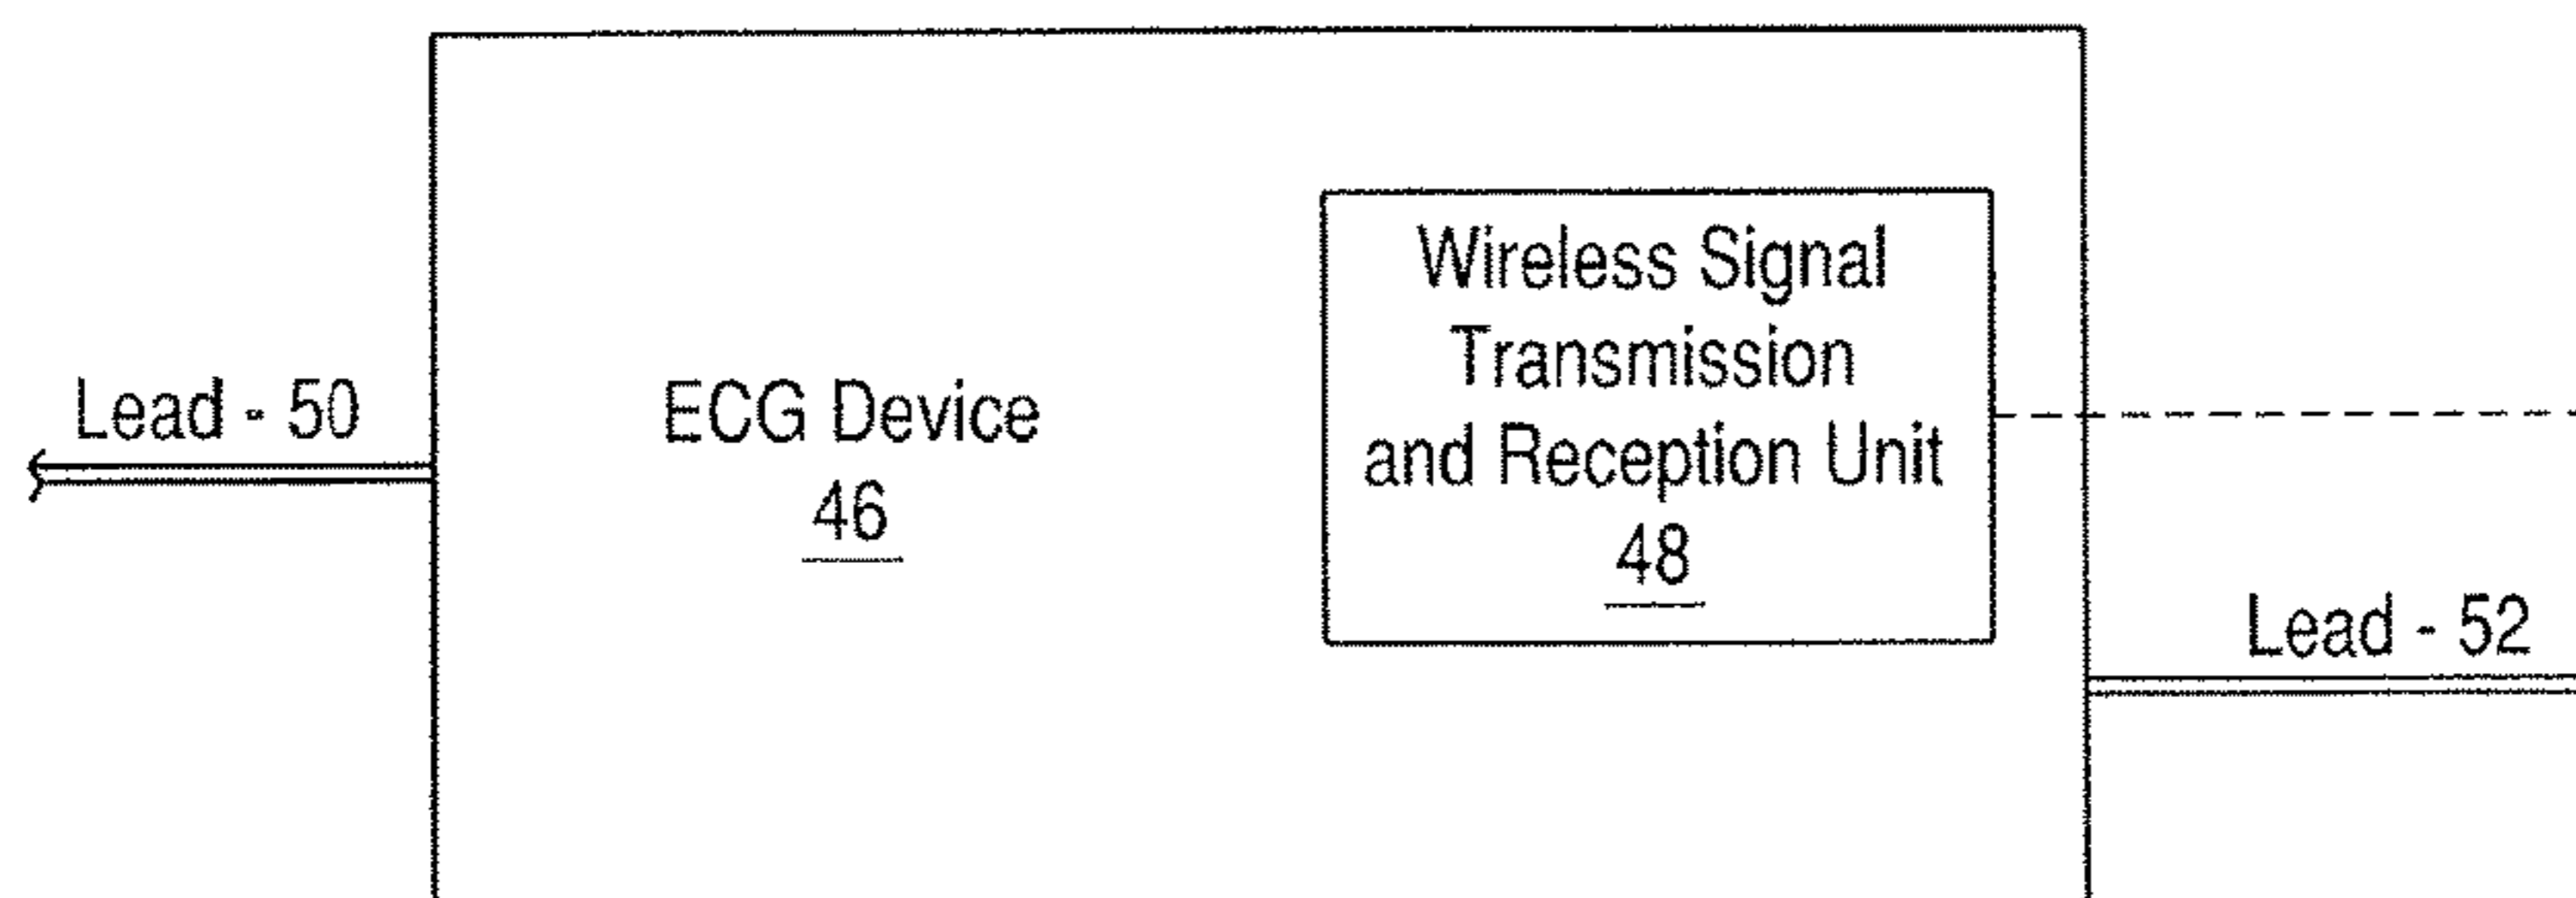 Lead - 50
ECG Device
46
Wireless Signal
Transmission
and Reception Unit
48
Lead - 52